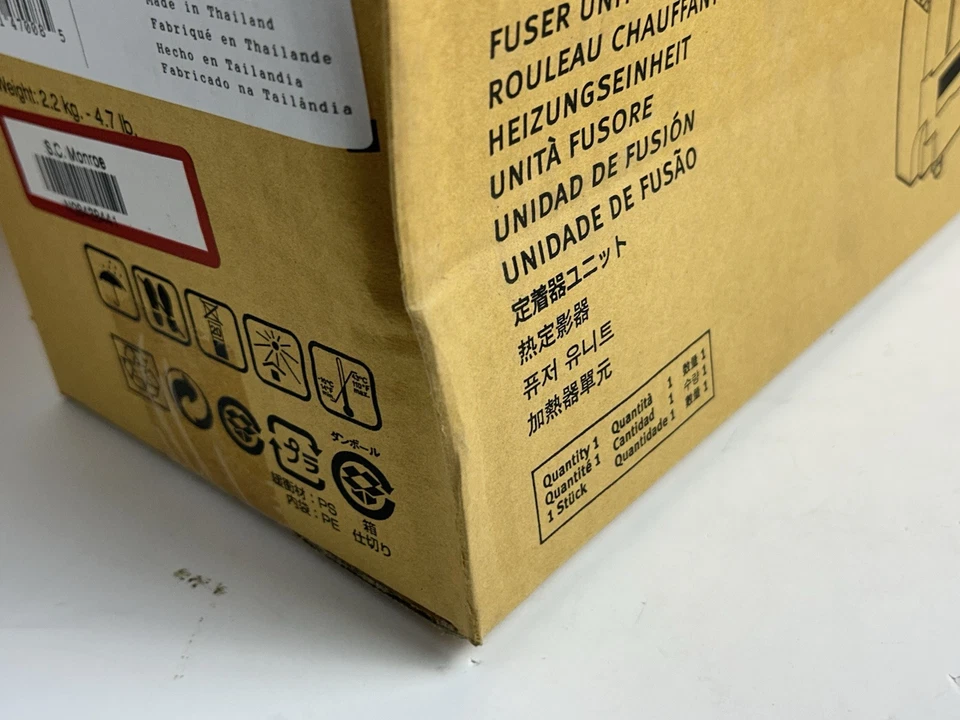 Made in Thailand
Fabriqué en Thaïlande
Hecho en Tailandia
Fabricado na Tailândia
Weight: 2.2 kg. - 4.7 lb.
S.C. Monroe
ダンボール
プラ
緩衝材：PS
内袋：PE
箱
仕切り
FUSER
ROULEAU CHAUFFANT
HEIZUNGSEINHEIT
UNITÀ FUSORE
UNIDAD DE FUSIÓN
UNIDADE DE FUSÃO
定着器ユニット
热定影器
퓨저 유니트
加熱器單元
Quantity 1 Quantità 1 数量 1
Quantité 1 Cantidad 1 수량 1
1 Stück Quantidade 1 數量 1